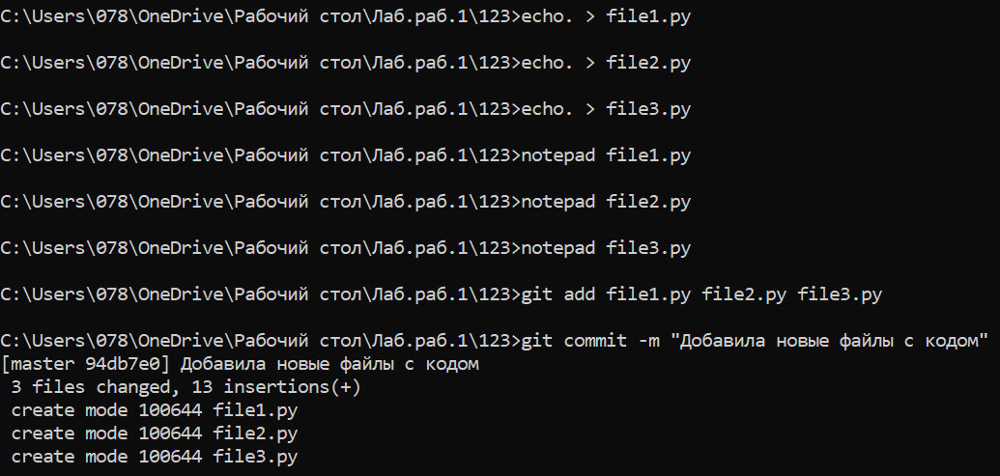 C:\Users\078\OneDrive\Рабочий стол\Лаб.раб.1\123>echo. > file1.py
C:\Users\078\OneDrive\Рабочий стол\Лаб.раб.1\123>echo. > file2.py
C:\Users\078\OneDrive\Рабочий стол\Лаб.раб.1\123>echo. > file3.py
C:\Users\078\OneDrive\Рабочий стол\Лаб.раб.1\123>notepad file1.py
C:\Users\078\OneDrive\Рабочий стол\Лаб.раб.1\123>notepad file2.py
C:\Users\078\OneDrive\Рабочий стол\Лаб.раб.1\123>notepad file3.py
C:\Users\078\OneDrive\Рабочий стол\Лаб.раб.1\123>git add file1.py file2.py file3.py
C:\Users\078\OneDrive\Рабочий стол\Лаб.раб.1\123>git commit -m "Добавила новые файлы с кодом"
[master 94db7e0] Добавила новые файлы с кодом
 3 files changed, 13 insertions(+)
 create mode 100644 file1.py
 create mode 100644 file2.py
 create mode 100644 file3.py